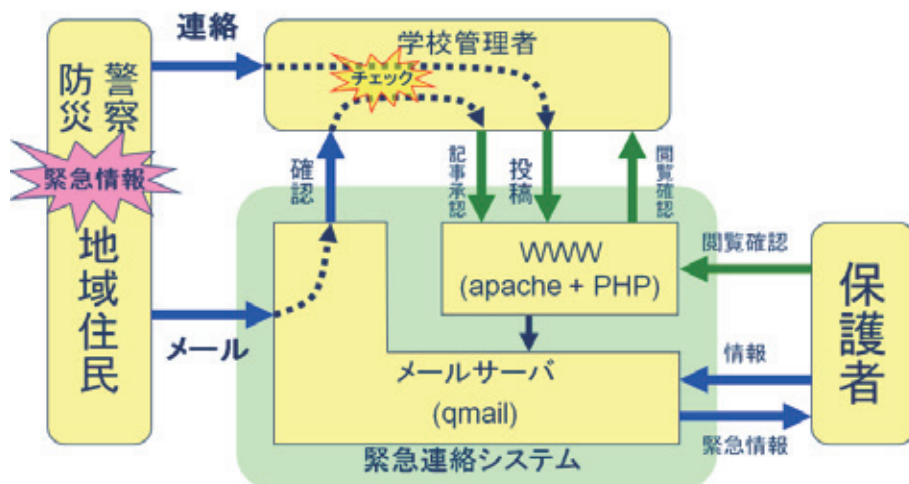 連絡
学校管理者
チェック
防災
警察
緊急情報
地域住民
メール
確認
記事承認
投稿
閲覧確認
WWW
(apache + PHP)
閲覧確認
保護者
メールサーバ
(qmail)
情報
緊急情報
緊急連絡システム